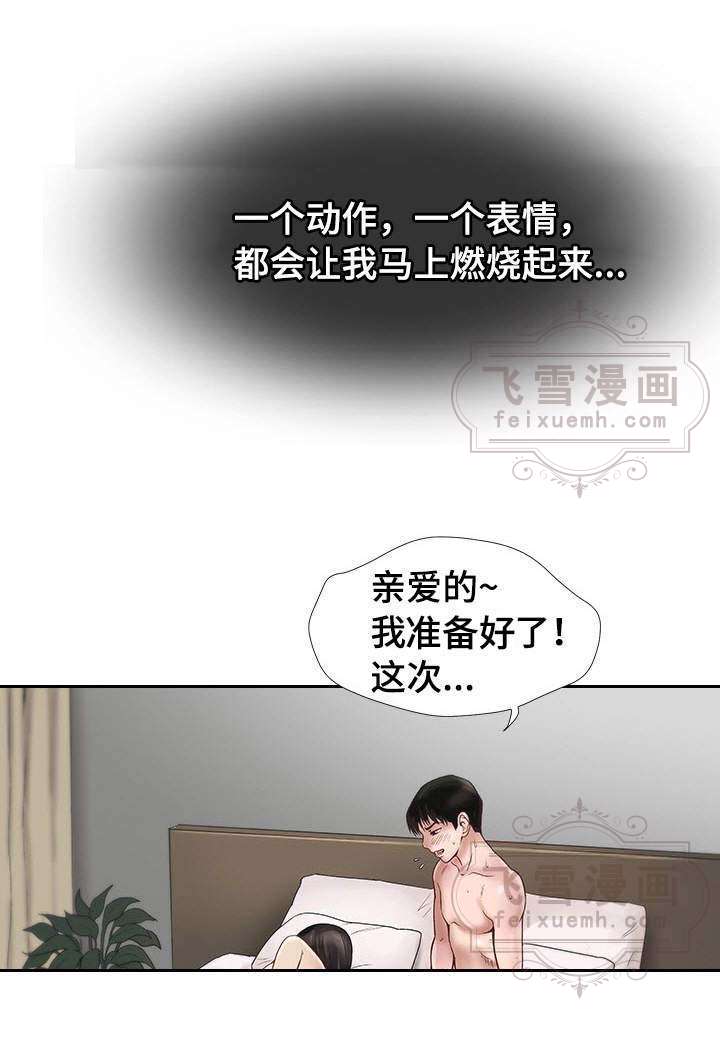 一个动作，一个表情，
都会让我马上燃烧起来...
飞雪漫画
feixuemh.com
亲爱的~
我准备好了！
这次...
飞雪漫画
feixuemh.com